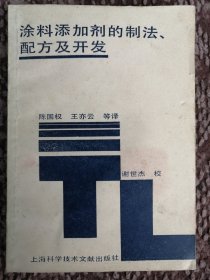 涂料添加剂的制法、
配方及开发
陈国权 王亦云 等译
谢世杰 校
TL
上海科学技术文献出版社